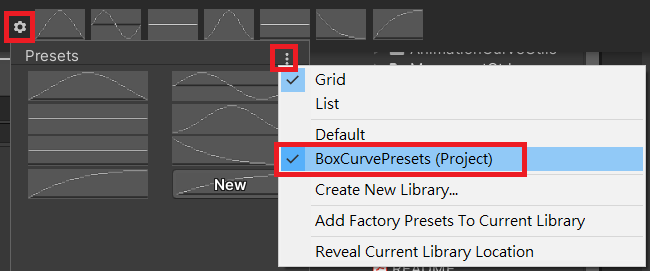 Presets
Grid
List
Default
BoxCurvePresets (Project)
Create New Library...
New
Add Factory Presets To Current Library
Reveal Current Library Location
README